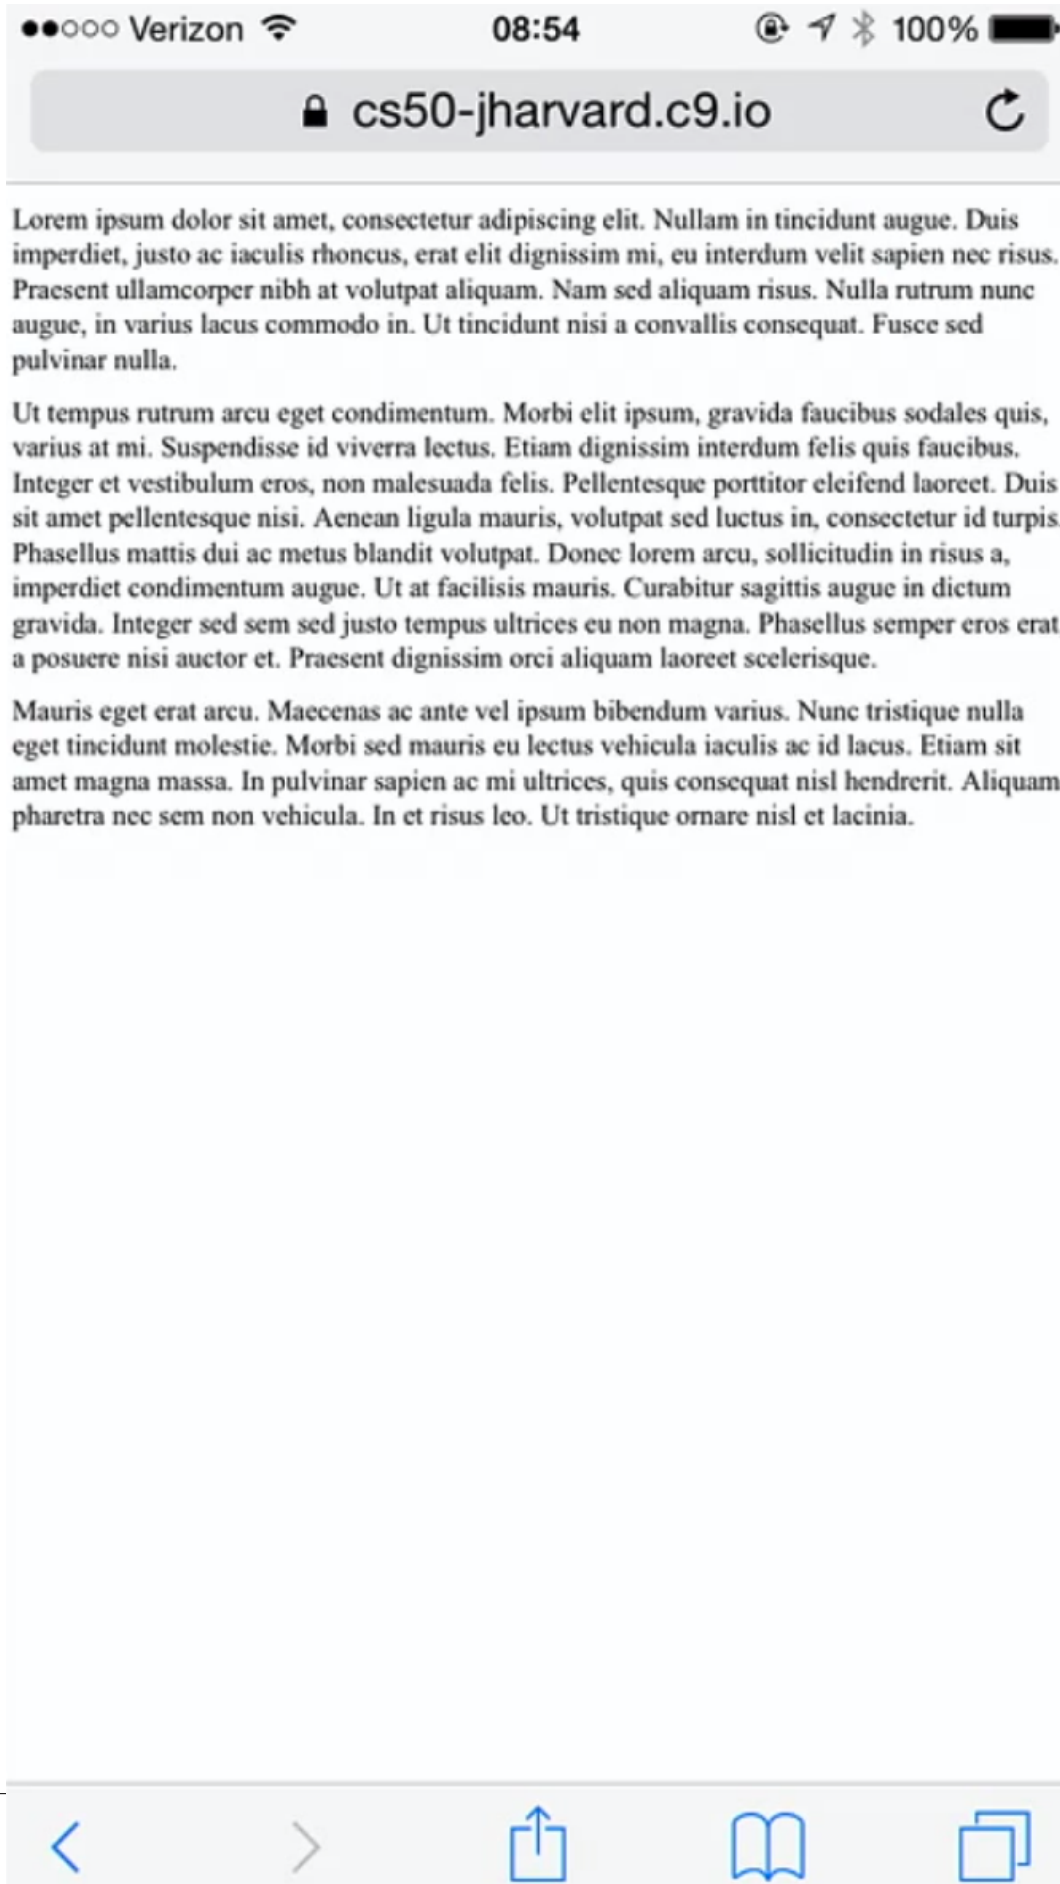 Verizon 08:54 100%
cs50-jharvard.c9.io
Lorem ipsum dolor sit amet, consectetur adipiscing elit. Nullam in tincidunt augue. Duis
imperdiet, justo ac iaculis rhoncus, erat elit dignissim mi, eu interdum velit sapien nec risus.
Praesent ullamcorper nibh at volutpat aliquam. Nam sed aliquam risus. Nulla rutrum nunc
augue, in varius lacus commodo in. Ut tincidunt nisi a convallis consequat. Fusce sed
pulvinar nulla.
Ut tempus rutrum arcu eget condimentum. Morbi elit ipsum, gravida faucibus sodales quis,
varius at mi. Suspendisse id viverra lectus. Etiam dignissim interdum felis quis faucibus.
Integer et vestibulum eros, non malesuada felis. Pellentesque porttitor eleifend laoreet. Duis
sit amet pellentesque nisi. Aenean ligula mauris, volutpat sed luctus in, consectetur id turpis.
Phasellus mattis dui ac metus blandit volutpat. Donec lorem arcu, sollicitudin in risus a,
imperdiet condimentum augue. Ut at facilisis mauris. Curabitur sagittis augue in dictum
gravida. Integer sed sem sed justo tempus ultrices eu non magna. Phasellus semper eros erat
a posuere nisi auctor et. Praesent dignissim orci aliquam laoreet scelerisque.
Mauris eget erat arcu. Maecenas ac ante vel ipsum bibendum varius. Nunc tristique nulla
eget tincidunt molestie. Morbi sed mauris eu lectus vehicula iaculis ac id lacus. Etiam sit
amet magna massa. In pulvinar sapien ac mi ultrices, quis consequat nisl hendrerit. Aliquam
pharetra nec sem non vehicula. In et risus leo. Ut tristique ornare nisl et lacinia.